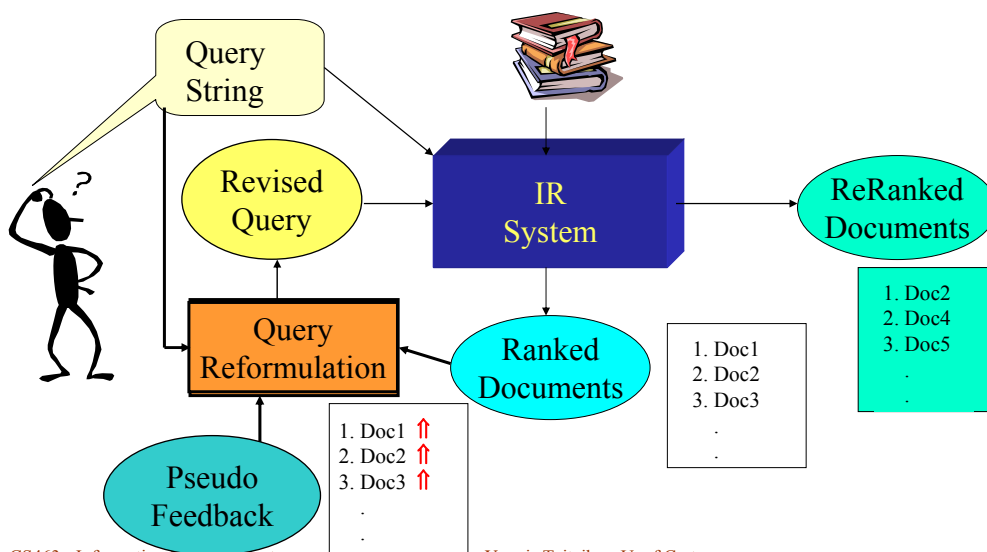 Query
String
?
Revised
Query
IR
System
ReRanked
Documents
1. Doc2
2. Doc4
3. Doc5
.
.
Query
Reformulation
Ranked
Documents
1. Doc1
2. Doc2
3. Doc3
.
.
1. Doc1 ⇑
2. Doc2 ⇑
3. Doc3 ⇑
.
.
Pseudo
Feedback